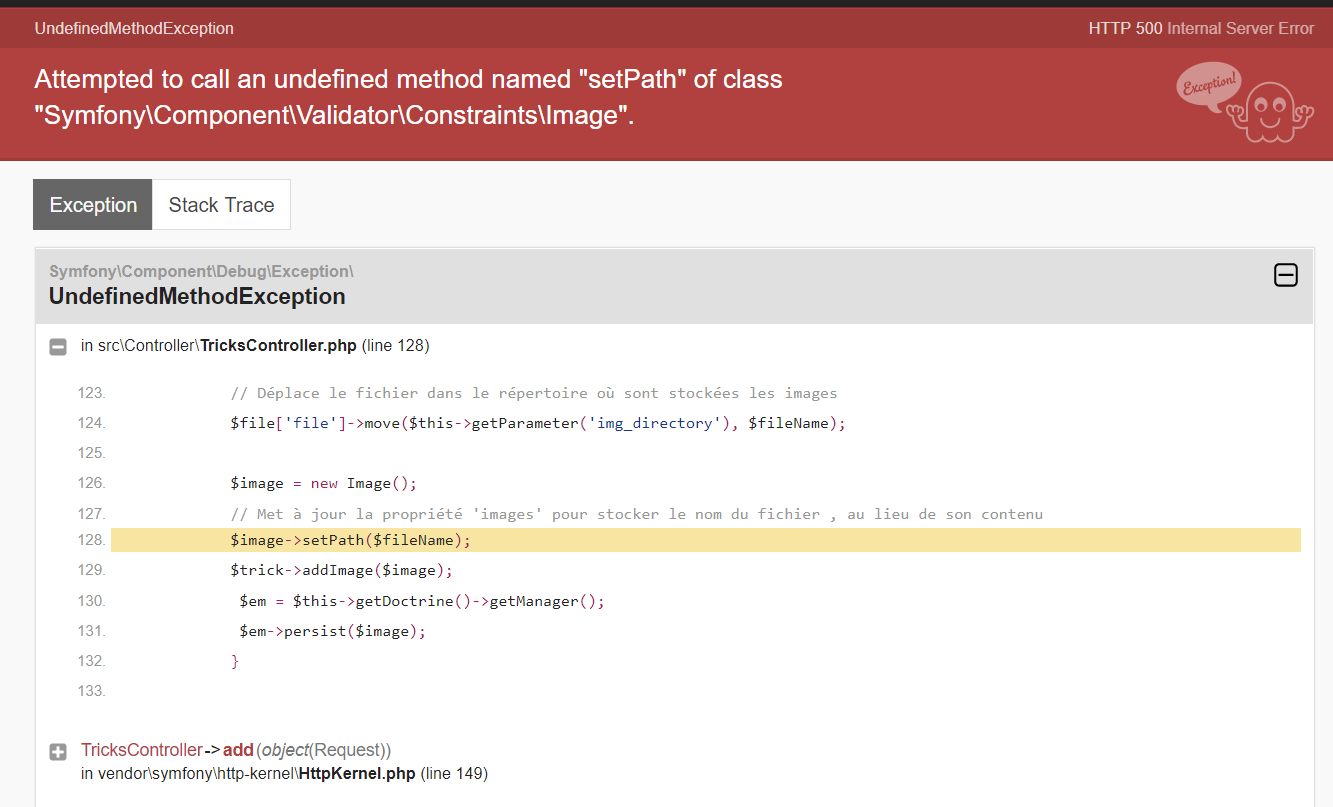 UndefinedMethodException
HTTP 500 Internal Server Error
Attempted to call an undefined method named "setPath" of class
"Symfony\Component\Validator\Constraints\Image".
Exception!
Exception
Stack Trace
Symfony\Component\Debug\Exception\
UndefinedMethodException
in src\Controller\TricksController.php (line 128)
123. // Déplace le fichier dans le répertoire où sont stockées les images
124. $file['file']->move($this->getParameter('img_directory'), $fileName);
125.
126. $image = new Image();
127. // Met à jour la propriété 'images' pour stocker le nom du fichier , au lieu de son contenu
128. $image->setPath($fileName);
129. $trick->addImage($image);
130. $em = $this->getDoctrine()->getManager();
131. $em->persist($image);
132. }
133.
TricksController->add(object(Request))
in vendor\symfony\http-kernel\HttpKernel.php (line 149)